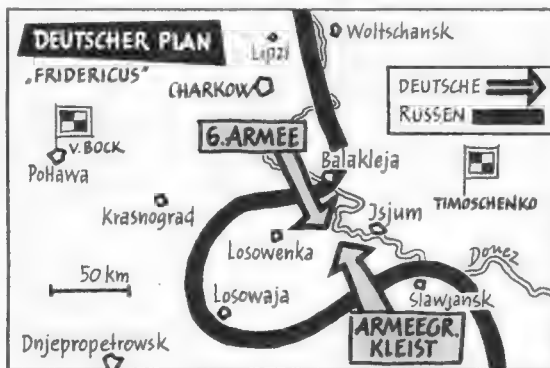 DEUTSCHER PLAN
„FRIDERICUS"
Lipzi
Woltschansk
CHARKOW
DEUTSCHE
RUSSEN
6.ARMEE
v. BOCK
Poltawa
Balakleja
TIMOSCHENKO
Krasnograd
Isjum
Losowenka
Donez
50 km
Slawjansk
Losowaja
ARMEEGR.
KLEIST
Dnjepropetrowsk